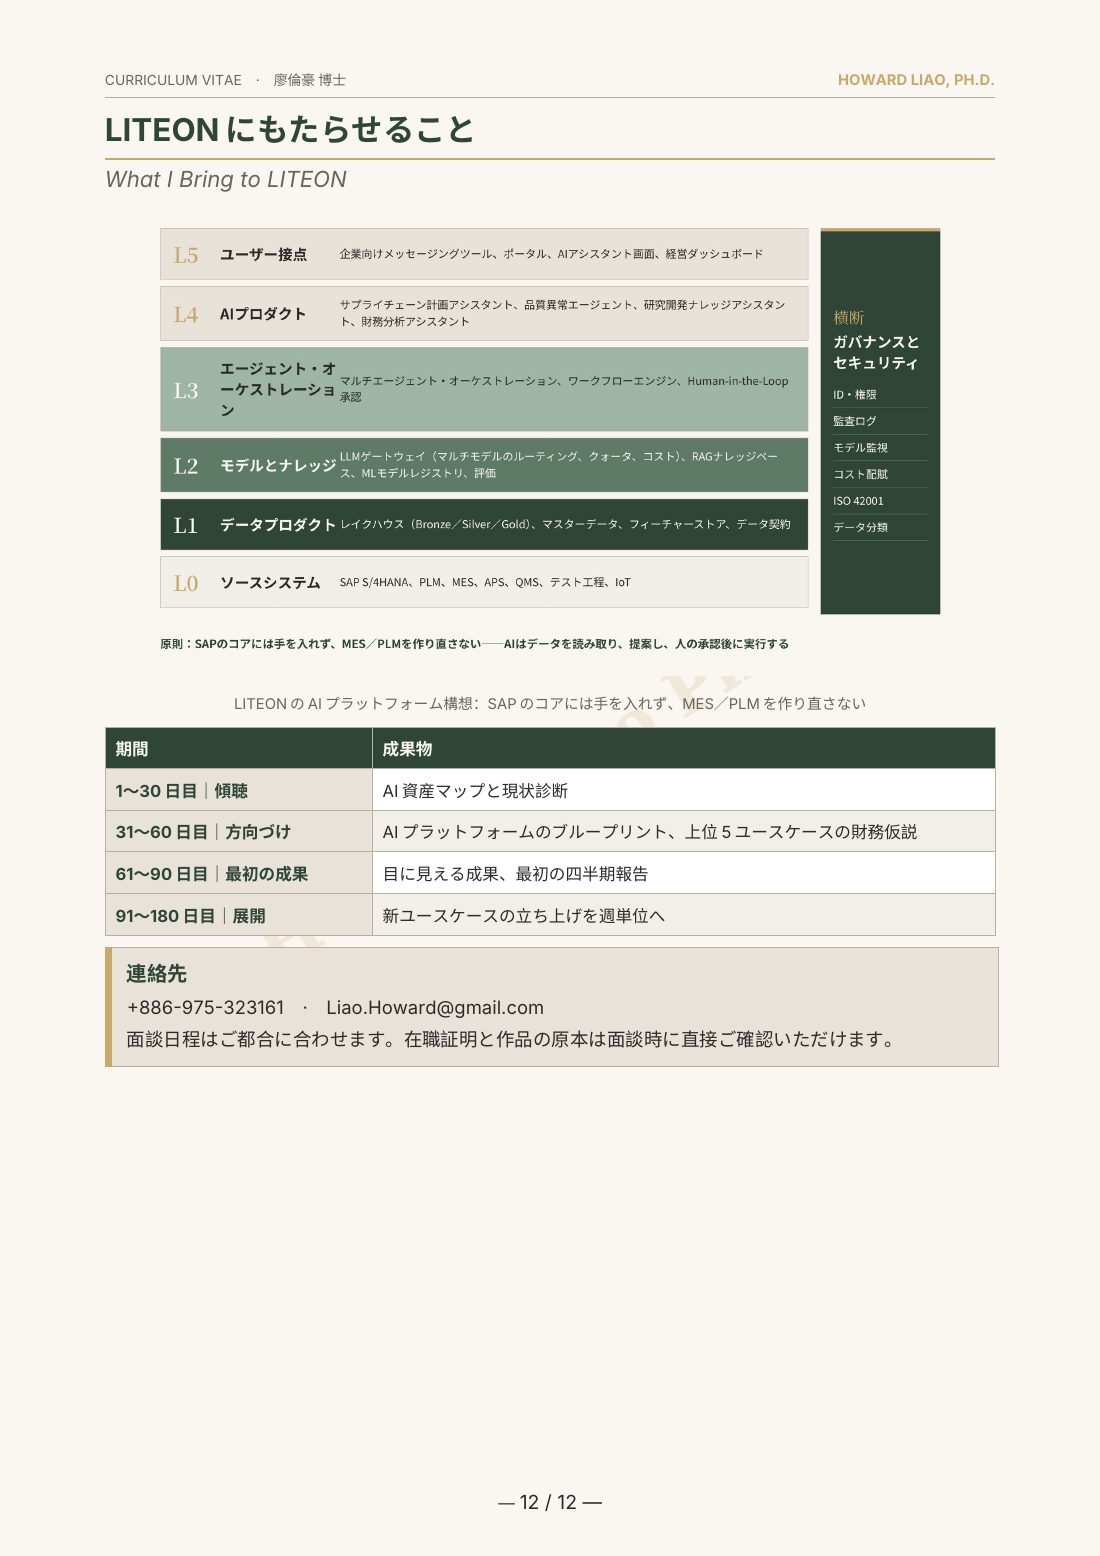 CURRICULUM VITAE · 廖倫豪 博士
HOWARD LIAO, PH.D.
LITEON にもたらせること
What I Bring to LITEON
L5 ユーザー接点 企業向けメッセージングツール、ポータル、AIアシスタント画面、経営ダッシュボード
L4 AIプロダクト サプライチェーン計画アシスタント、品質異常エージェント、研究開発ナレッジアシスタン
ト、財務分析アシスタント
L3 エージェント・オ
ーケストレーショ
ン
マルチエージェント・オーケストレーション、ワークフローエンジン、Human-in-the-Loop
承認
L2 モデルとナレッジ LLMゲートウェイ（マルチモデルのルーティング、クォータ、コスト）、RAGナレッジベー
ス、MLモデルレジストリ、評価
L1 データプロダクト レイクハウス（Bronze／Silver／Gold）、マスターデータ、フィーチャーストア、データ契約
L0 ソースシステム SAP S/4HANA、PLM、MES、APS、QMS、テスト工程、IoT
横断
ガバナンスと
セキュリティ
ID・権限
監査ログ
モデル監視
コスト配賦
ISO 42001
データ分類
原則：SAPのコアには手を入れず、MES／PLMを作り直さない──AIはデータを読み取り、提案し、人の承認後に実行する
LITEON の AI プラットフォーム構想：SAP のコアには手を入れず、MES／PLM を作り直さない
期間 成果物
1〜30 日目｜傾聴 AI 資産マップと現状診断
31〜60 日目｜方向づけ AI プラットフォームのブループリント、上位 5 ユースケースの財務仮説
61〜90 日目｜最初の成果 目に見える成果、最初の四半期報告
91〜180 日目｜展開 新ユースケースの立ち上げを週単位へ
連絡先
+886-975-323161 · Liao.Howard@gmail.com
面談日程はご都合に合わせます。在職証明と作品の原本は面談時に直接ご確認いただけます。
— 12 / 12 —